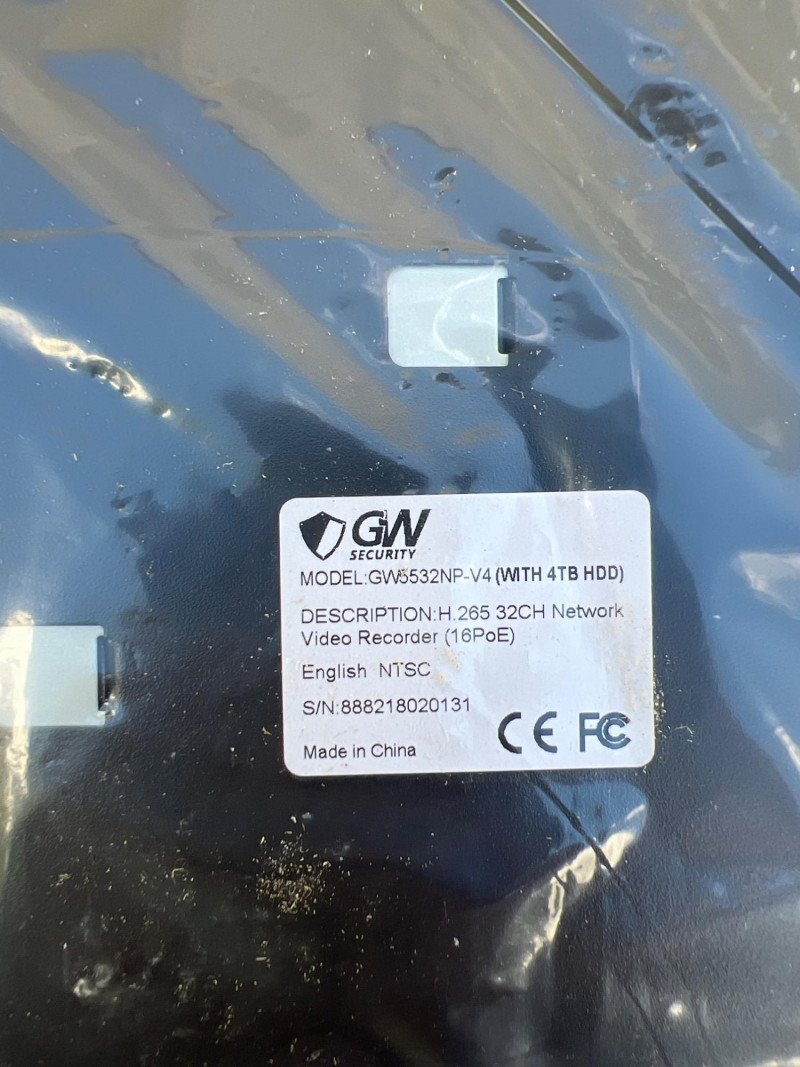 GW
SECURITY
MODEL:GW5532NP-V4 (WITH 4TB HDD)
DESCRIPTION:H.265 32CH Network
Video Recorder (16PoE)
English NTSC
S/N:888218020131
Made in China
CE FC